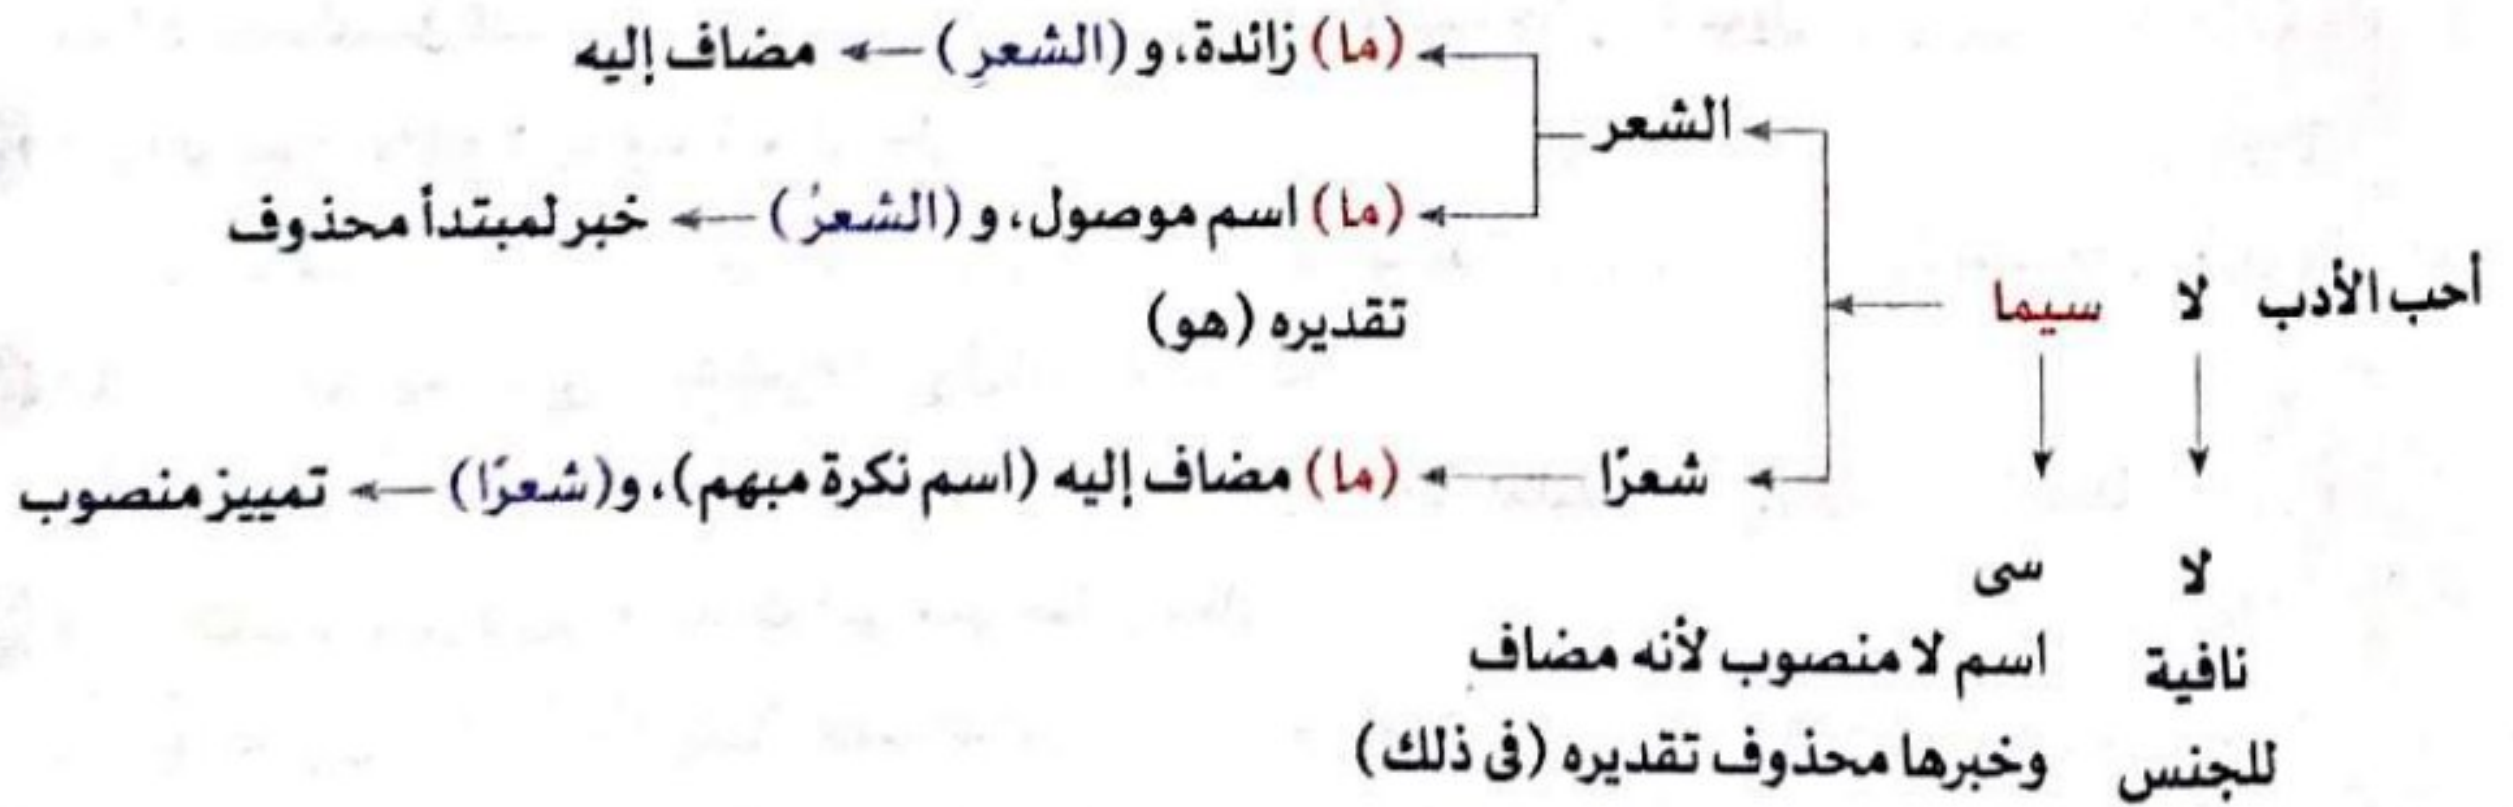 (ما) زائدة، و(الشعرِ) ← مضاف إليه
الشعر
(ما) اسم موصول، و(الشعرُ) ← خبر لمبتدأ محذوف
تقديره (هو)
أحب الأدب لا سيما
شعرًا ← (ما) مضاف إليه (اسم نكرة مبهم)، و(شعرًا) ← تمييز منصوب
لا سى
نافية اسم لا منصوب لأنه مضاف
للجنس وخبرها محذوف تقديره (فى ذلك)